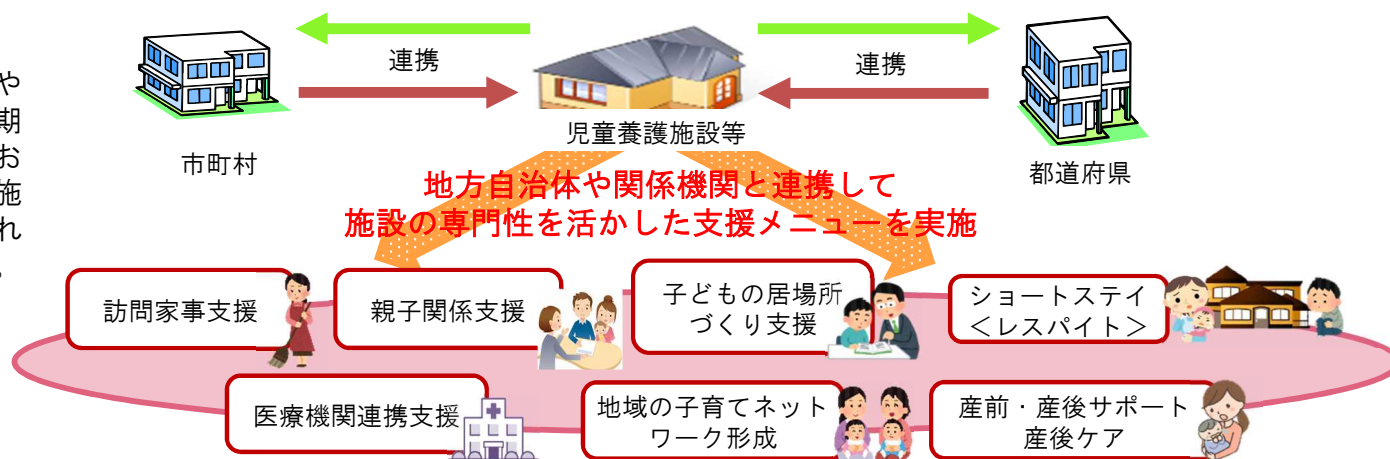 連携
連携
児童養護施設等
市町村
都道府県
や
期
お
施
れ
地方自治体や関係機関と連携して
施設の専門性を活かした支援メニューを実施
訪問家事支援
親子関係支援
子どもの居場所
づくり支援
ショートステイ
<レスパイト>
医療機関連携支援
地域の子育てネット
ワーク形成
産前・産後サポート
産後ケア